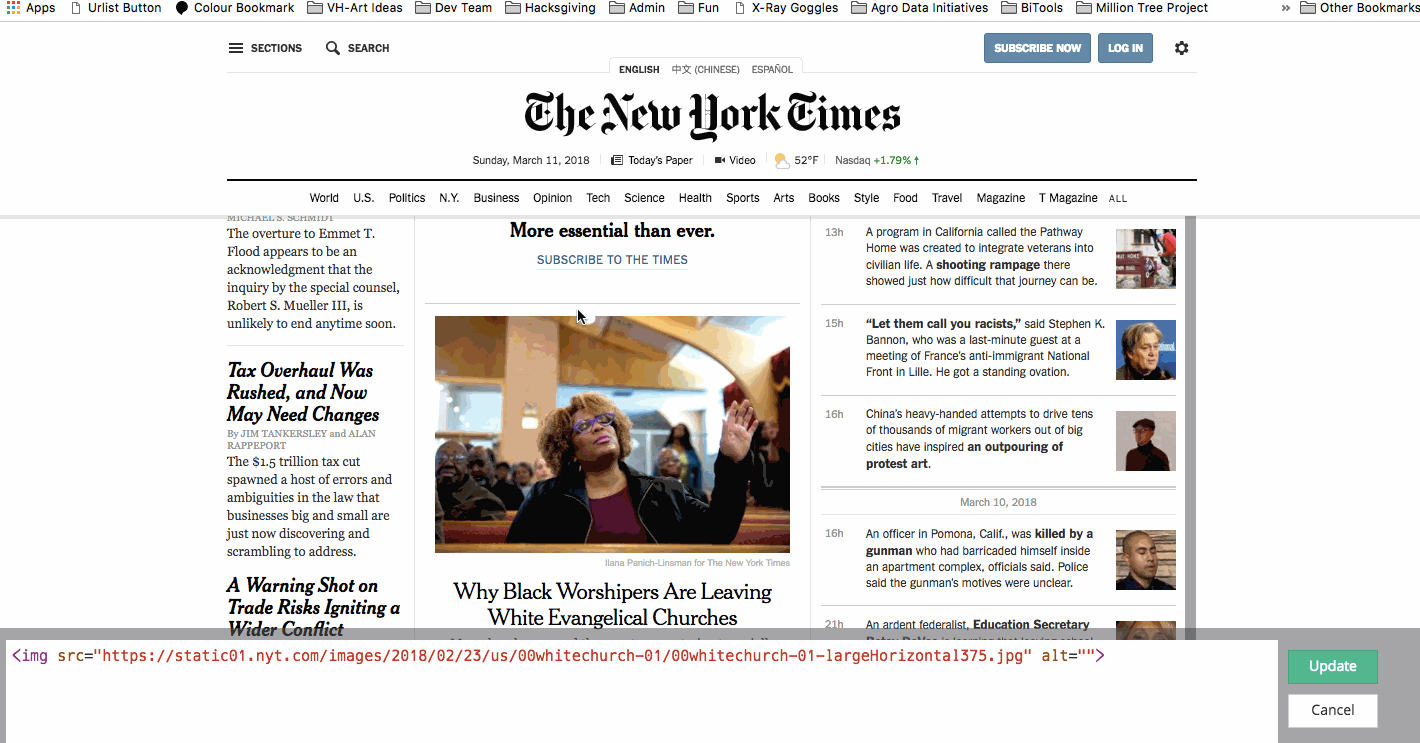 Apps Urlist Button Colour Bookmark VH-Art Ideas Dev Team Hacksgiving Admin Fun X-Ray Goggles Agro Data Initiatives BiTools Million Tree Project » Other Bookmarks
SECTIONS SEARCH
SUBSCRIBE NOW LOG IN
ENGLISH 中文 (CHINESE) ESPAÑOL
The New York Times
Sunday, March 11, 2018 Today's Paper Video 52°F Nasdaq +1.79% ↑
World U.S. Politics N.Y. Business Opinion Tech Science Health Sports Arts Books Style Food Travel Magazine T Magazine ALL
MICHAEL S. SCHMIDT
The overture to Emmet T.
Flood appears to be an
acknowledgment that the
inquiry by the special counsel,
Robert S. Mueller III, is
unlikely to end anytime soon.
Tax Overhaul Was
Rushed, and Now
May Need Changes
By JIM TANKERSLEY and ALAN
RAPPEPORT
The $1.5 trillion tax cut
spawned a host of errors and
ambiguities in the law that
businesses big and small are
just now discovering and
scrambling to address.
A Warning Shot on
Trade Risks Igniting a
Wider Conflict
More essential than ever.
SUBSCRIBE TO THE TIMES
Ilana Panich-Linsman for The New York Times
Why Black Worshipers Are Leaving
White Evangelical Churches
13h
A program in California called the Pathway
Home was created to integrate veterans into
civilian life. A shooting rampage there
showed just how difficult that journey can be.
15h
“Let them call you racists,” said Stephen K.
Bannon, who was a last-minute guest at a
meeting of France's anti-immigrant National
Front in Lille. He got a standing ovation.
16h
China's heavy-handed attempts to drive tens
of thousands of migrant workers out of big
cities have inspired an outpouring of
protest art.
March 10, 2018
16h
An officer in Pomona, Calif., was killed by a
gunman who had barricaded himself inside
an apartment complex, officials said. Police
said the gunman's motives were unclear.
21h
An ardent federalist, Education Secretary
<img src="https://static01.nyt.com/images/2018/02/23/us/00whitechurch-01/00whitechurch-01-largeHorizontal375.jpg" alt="">
Update
Cancel